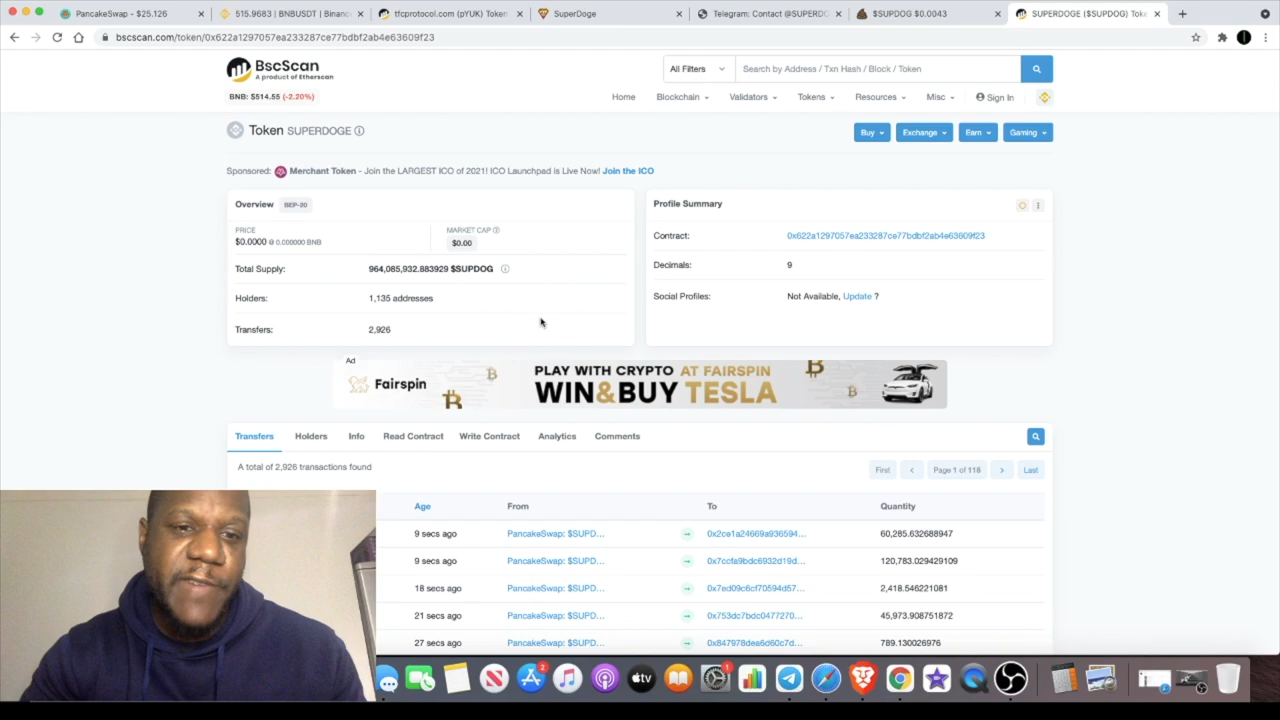 PancakeSwap - $25.126
515.9683 | BNBUSDT | Binanc
tfcprotocol.com (pYUK) Token
SuperDoge
Telegram: Contact @SUPERDO
$SUPDOG $0.0043
SUPERDOGE ($SUPDOG) Toke
bscscan.com/token/0x622a1297057ea233287ce77bdbf2ab4e63609f23
BscScan
A product of Etherscan
All Filters
Search by Address / Txn Hash / Block / Token
BNB: $514.55 (-2.20%)
Home Blockchain Validators Tokens Resources Misc Sign In
Token SUPERDOGE
Buy Exchange Earn Gaming
Sponsored: Merchant Token - Join the LARGEST ICO of 2021! ICO Launchpad is Live Now! Join the ICO
Overview BEP-20
PRICE
$0.0000 @ 0.000000 BNB
MARKET CAP
$0.00
Total Supply: 964,085,932.883929 $SUPDOG
Holders: 1,135 addresses
Transfers: 2,926
Profile Summary
Contract: 0x622a1297057ea233287ce77bdbf2ab4e63609f23
Decimals: 9
Social Profiles: Not Available, Update ?
Ad
Fairspin
PLAY WITH CRYPTO AT FAIRSPIN
WIN&BUY TESLA
Transfers Holders Info Read Contract Write Contract Analytics Comments
A total of 2,926 transactions found
First < Page 1 of 118 > Last
Age From To Quantity
9 secs ago PancakeSwap: $SUPD... 0x2ce1a24669a936594... 60,285.632688947
9 secs ago PancakeSwap: $SUPD... 0x7ccfa9bdc6932d19d... 120,783.029429109
18 secs ago PancakeSwap: $SUPD... 0x7ed09c6cf70594d57... 2,418.546221081
21 secs ago PancakeSwap: $SUPD... 0x753dc7bdc0477270... 45,973.908751872
27 secs ago PancakeSwap: $SUPD... 0x847978dea6d60c7d... 789.130026976
2
tv
1